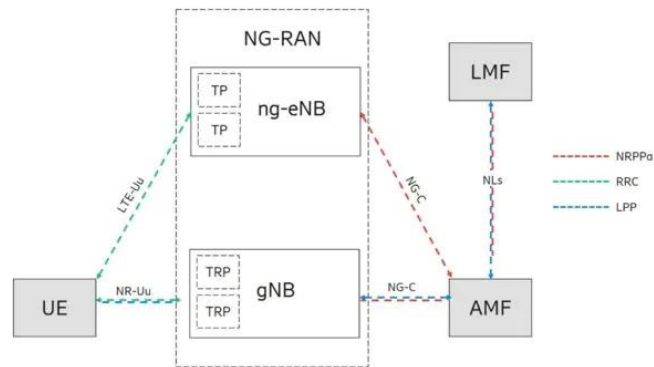 NG-RAN
TP
TP
ng-eNB
LMF
NRPPa
RRC
LPP
LTE-Uu
NG-C
NLs
TRP
TRP
gNB
UE
NR-Uu
NG-C
AMF